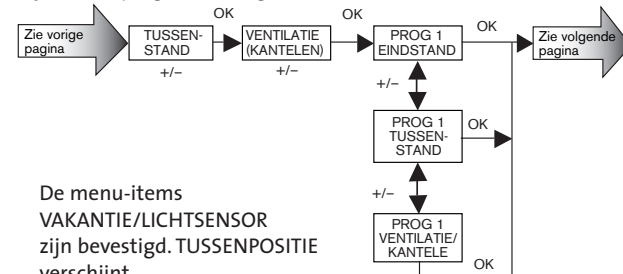 OK
OK
OK
Zie vorige
pagina
TUSSEN-
STAND
VENTILATIE
(KANTELEN)
PROG 1
EINDSTAND
Zie volgende
pagina
+/–
+/–
+/–
PROG 1
TUSSEN-
STAND
OK
+/–
De menu-items
VAKANTIE/LICHTSENSOR
zijn bevestigd. TUSSENPOSITIE
verschijnt
PROG 1
VENTILATIE/
KANTELE
OK